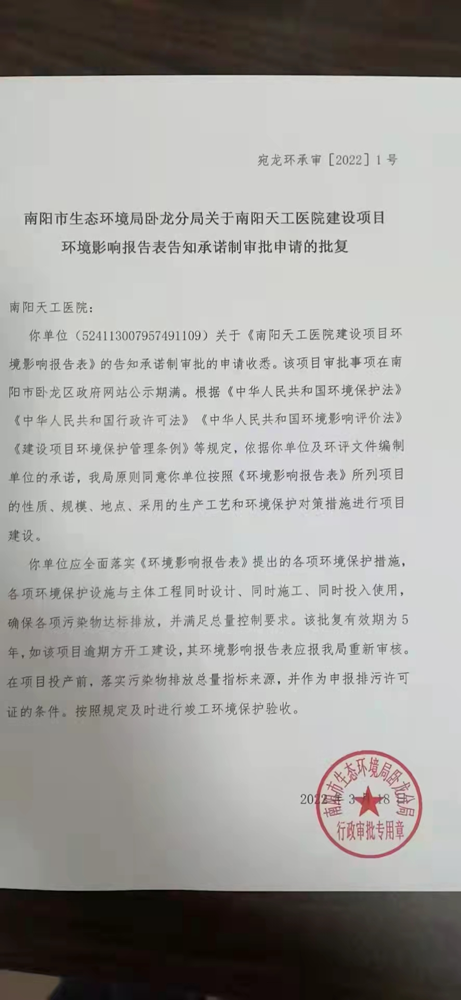 宛龙环承审［2022］1 号
南阳市生态环境局卧龙分局关于南阳天工医院建设项目
环境影响报告表告知承诺制审批申请的批复
南阳天工医院：
你单位（524113007957491109）关于《南阳天工医院建设项目环
境影响报告表》的告知承诺制审批的申请收悉。该项目审批事项在南
阳市卧龙区政府网站公示期满。根据《中华人民共和国环境保护法》
《中华人民共和国行政许可法》《中华人民共和国环境影响评价法》
《建设项目环境保护管理条例》等规定，依据你单位及环评文件编制
单位的承诺，我局原则同意你单位按照《环境影响报告表》所列项目
的性质、规模、地点、采用的生产工艺和环境保护对策措施进行项目
建设。
你单位应全面落实《环境影响报告表》提出的各项环境保护措施，
各项环境保护设施与主体工程同时设计、同时施工、同时投入使用，
确保各项污染物达标排放，并满足总量控制要求。该批复有效期为 5
年，如该项目逾期方开工建设，其环境影响报告表应报我局重新审核。
在项目投产前，落实污染物排放总量指标来源，并作为申报排污许可
证的条件。按照规定及时进行竣工环境保护验收。
2022 年 3 月 18 日
南阳市生态环境局卧龙分局
行政审批专用章